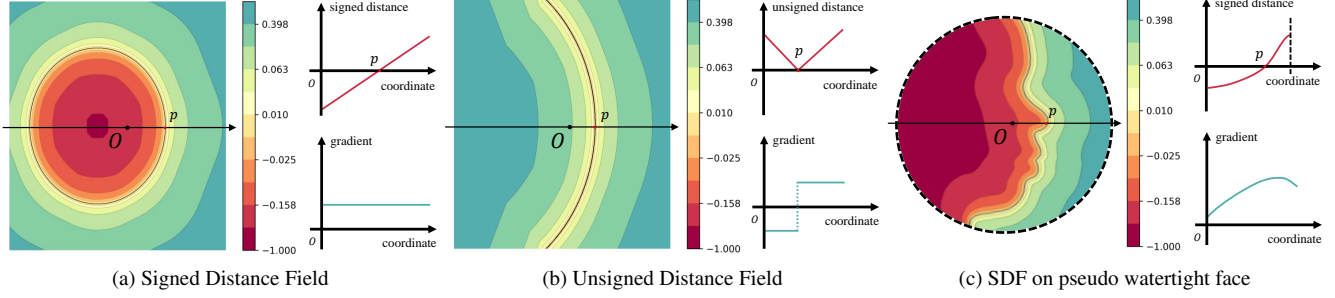 0.398
0.063
0.010
−0.025
−0.158
−1.000
O
p
signed distance
p
0
coordinate
gradient
0
coordinate
(a) Signed Distance Field
0.398
0.063
0.010
−0.025
−0.158
−1.000
O
p
unsigned distance
p
0
coordinate
gradient
0
coordinate
(b) Unsigned Distance Field
0.398
0.063
0.010
−0.025
−0.158
−1.000
O
p
signed distance
p
0
coordinate
gradient
0
coordinate
(c) SDF on pseudo watertight face